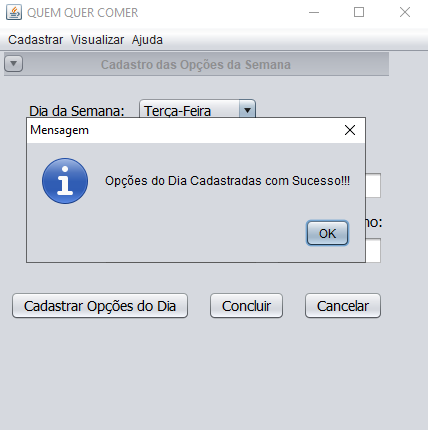 QUEM QUER COMER
Cadastrar Visualizar Ajuda
Cadastro das Opções da Semana
Dia da Semana: Terça-Feira
Mensagem
Opções do Dia Cadastradas com Sucesso!!!
OK
Cadastrar Opções do Dia Concluir Cancelar